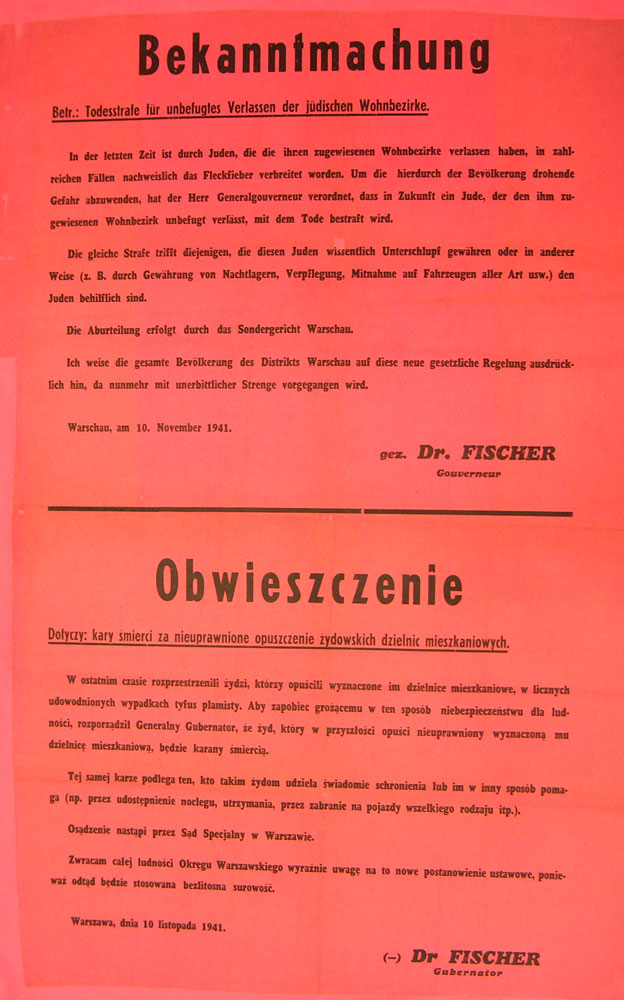 Bekanntmachung
Betr.: Todesstrafe für unbefugtes Verlassen der jüdischen Wohnbezirke.
In der letzten Zeit ist durch Juden, die die ihnen zugewiesenen Wohnbezirke verlassen haben, in zahl-
reichen Fällen nachweislich das Fleckfieber verbreitet worden. Um die hierdurch der Bevölkerung drohende
Gefahr abzuwenden, hat der Herr Generalgouverneur verordnet, dass in Zukunft ein Jude, der den ihm zu-
gewiesenen Wohnbezirk unbefugt verlässt, mit dem Tode bestraft wird.
Die gleiche Strafe trifft diejenigen, die diesen Juden wissentlich Unterschlupf gewähren oder in anderer
Weise (z. B. durch Gewährung von Nachtlagern, Verpflegung, Mitnahme auf Fahrzeugen aller Art usw.) den
Juden behilflich sind.
Die Aburteilung erfolgt durch das Sondergericht Warschau.
Ich weise die gesamte Bevölkerung des Distrikts Warschau auf diese neue gesetzliche Regelung ausdrück-
lich hin, da nunmehr mit unerbittlicher Strenge vorgegangen wird.
Warschau, am 10. November 1941.
gez. Dr. FISCHER
Gouverneur
Obwieszczenie
Dotyczy: kary śmierci za nieuprawnione opuszczenie żydowskich dzielnic mieszkaniowych.
W ostatnim czasie rozprzestrzenili żydzi, którzy opuścili wyznaczone im dzielnice mieszkaniowe, w licznych
udowodnionych wypadkach tyfus plamisty. Aby zapobiec grożącemu w ten sposób niebezpieczeństwu dla lud-
ności, rozporządził Generalny Gubernator, że żyd, który w przyszłości opuści nieuprawniony wyznaczoną mu
dzielnicę mieszkaniową, będzie karany śmiercią.
Tej samej karze podlega ten, kto takim żydom udziela świadomie schronienia lub im w inny sposób poma-
ga (np. przez udostępnienie noclegu, utrzymania, przez zabranie na pojazdy wszelkiego rodzaju itp.).
Osądzenie nastąpi przez Sąd Specjalny w Warszawie.
Zwracam całej ludności Okręgu Warszawskiego wyraźnie uwagę na to nowe postanowienie ustawowe, ponie-
waż odtąd będzie stosowana bezlitosna surowość.
Warszawa, dnia 10 listopada 1941.
(—) Dr FISCHER
Gubernator